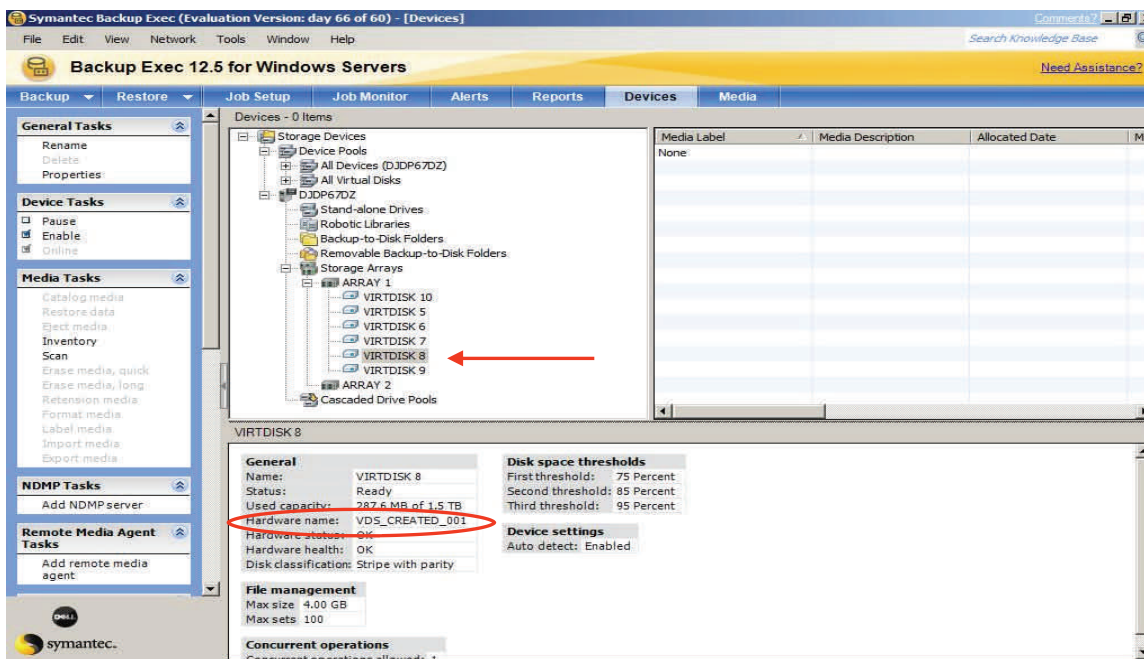 Symantec Backup Exec (Evaluation Version: day 66 of 60) - [Devices]
Comments?
File Edit View Network Tools Window Help
Search Knowledge Base
Backup Exec 12.5 for Windows Servers
Need Assistance?
Backup Restore Job Setup Job Monitor Alerts Reports Devices Media
General Tasks
Rename
Delete
Properties
Device Tasks
Pause
Enable
Online
Media Tasks
Catalog media
Restore data
Eject media
Inventory
Scan
Erase media, quick
Erase media, long
Retension media
Format media
Label media
Import media
Export media
NDMP Tasks
Add NDMP server
Remote Media Agent
Tasks
Add remote media
agent
DELL
symantec.
Devices - 0 Items
Storage Devices
Device Pools
All Devices (DJDP67DZ)
All Virtual Disks
DJDP67DZ
Stand-alone Drives
Robotic Libraries
Backup-to-Disk Folders
Removable Backup-to-Disk Folders
Storage Arrays
ARRAY 1
VIRTDISK 10
VIRTDISK 5
VIRTDISK 6
VIRTDISK 7
VIRTDISK 8
VIRTDISK 9
ARRAY 2
Cascaded Drive Pools
Media Label Media Description Allocated Date M
None
VIRTDISK 8
General
Name: VIRTDISK 8
Status: Ready
Used capacity: 287.6 MB of 1.5 TB
Hardware name: VDS_CREATED_001
Hardware status: OK
Hardware health: OK
Disk classification: Stripe with parity
File management
Max size 4.00 GB
Max sets 100
Concurrent operations
Concurrent operations allowed: 1
Disk space thresholds
First threshold: 75 Percent
Second threshold: 85 Percent
Third threshold: 95 Percent
Device settings
Auto detect: Enabled